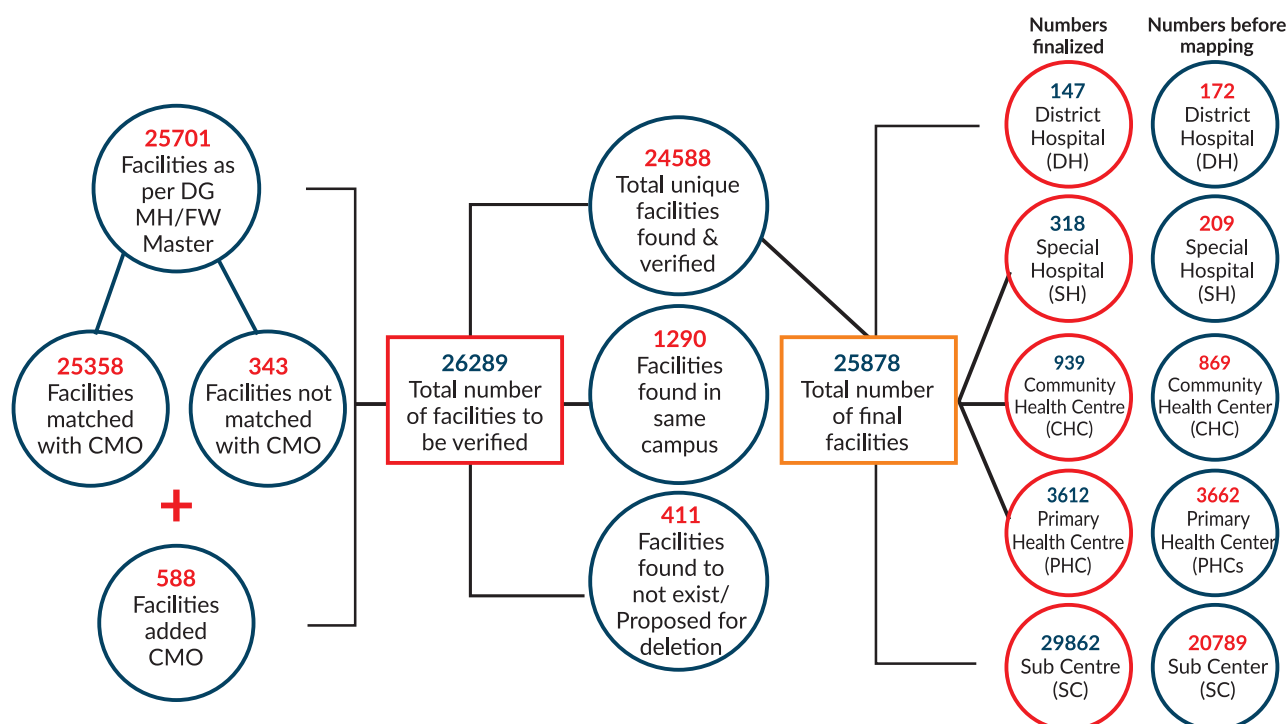 Numbers
finalized
Numbers before
mapping
25701
Facilities as
per DG
MH/FW
Master
25358
Facilities
matched
with CMO
343
Facilities not
matched
with CMO
+
588
Facilities
added
CMO
26289
Total number
of facilities to
be verified
24588
Total unique
facilities
found &
verified
1290
Facilities
found in
same
campus
411
Facilities
found to
not exist/
Proposed for
deletion
25878
Total number
of final
facilities
147
District
Hospital
(DH)
172
District
Hospital
(DH)
318
Special
Hospital
(SH)
209
Special
Hospital
(SH)
939
Community
Health Centre
(CHC)
869
Community
Health Center
(CHC)
3612
Primary
Health Centre
(PHC)
3662
Primary
Health Center
(PHCs
29862
Sub Centre
(SC)
20789
Sub Center
(SC)